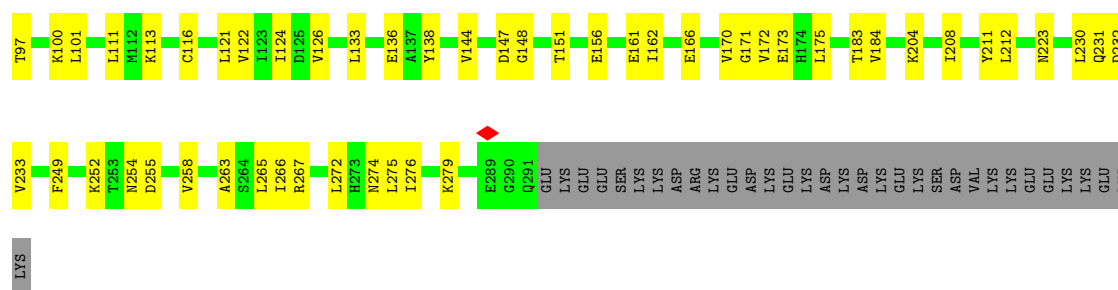 T97 K100 L101 L111 M112 K113 C116 L121 V122 I123 I124 D125 V126 L133 E136 A137 Y138 V144 D147 G148 T151 E156 E161 I162 E166 V170 G171 V172 E173 H174 L175 T183 V184 K204 I208 Y211 L212 N223 L230 Q231 D232
V233 F249 K252 T253 N254 D255 V258 A263 S264 L265 I266 R267 L272 H273 N274 L275 I276 K279 E289 G290 Q291 GLU LYS GLU GLU SER LYS LYS ASP ARG LYS GLU ASP LYS GLU LYS ASP LYS ASP LYS GLU LYS SER ASP VAL LYS LYS GLU GLU LYS LYS GLU
LYS